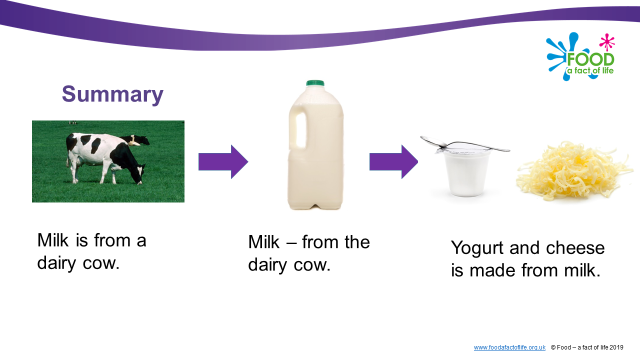 FOOD
a fact of life
Summary
Milk is from a
dairy cow.
Milk – from the
dairy cow.
Yogurt and cheese
is made from milk.
www.foodafactoflife.org.uk © Food – a fact of life 2019